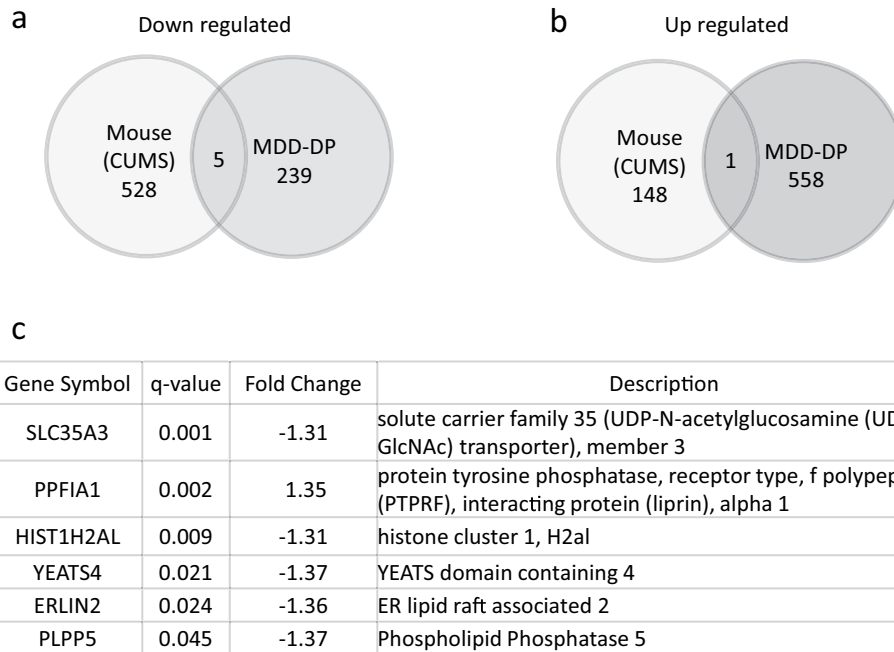 a
Down regulated
Mouse
(CUMS)
528
5
MDD-DP
239
b
Up regulated
Mouse
(CUMS)
148
1
MDD-DP
558
c
Gene Symbol q-value Fold Change Description
SLC35A3 0.001 -1.31 solute carrier family 35 (UDP-N-acetylglucosamine
GlcNAc) transporter), member 3
PPFIA1 0.002 1.35 protein tyrosine phosphatase, receptor type, f
(PTPRF), interacting protein (liprin), alpha 1
HIST1H2AL 0.009 -1.31 histone cluster 1, H2al
YEATS4 0.021 -1.37 YEATS domain containing 4
ERLIN2 0.024 -1.36 ER lipid raft associated 2
PLPP5 0.045 -1.37 Phospholipid Phosphatase 5